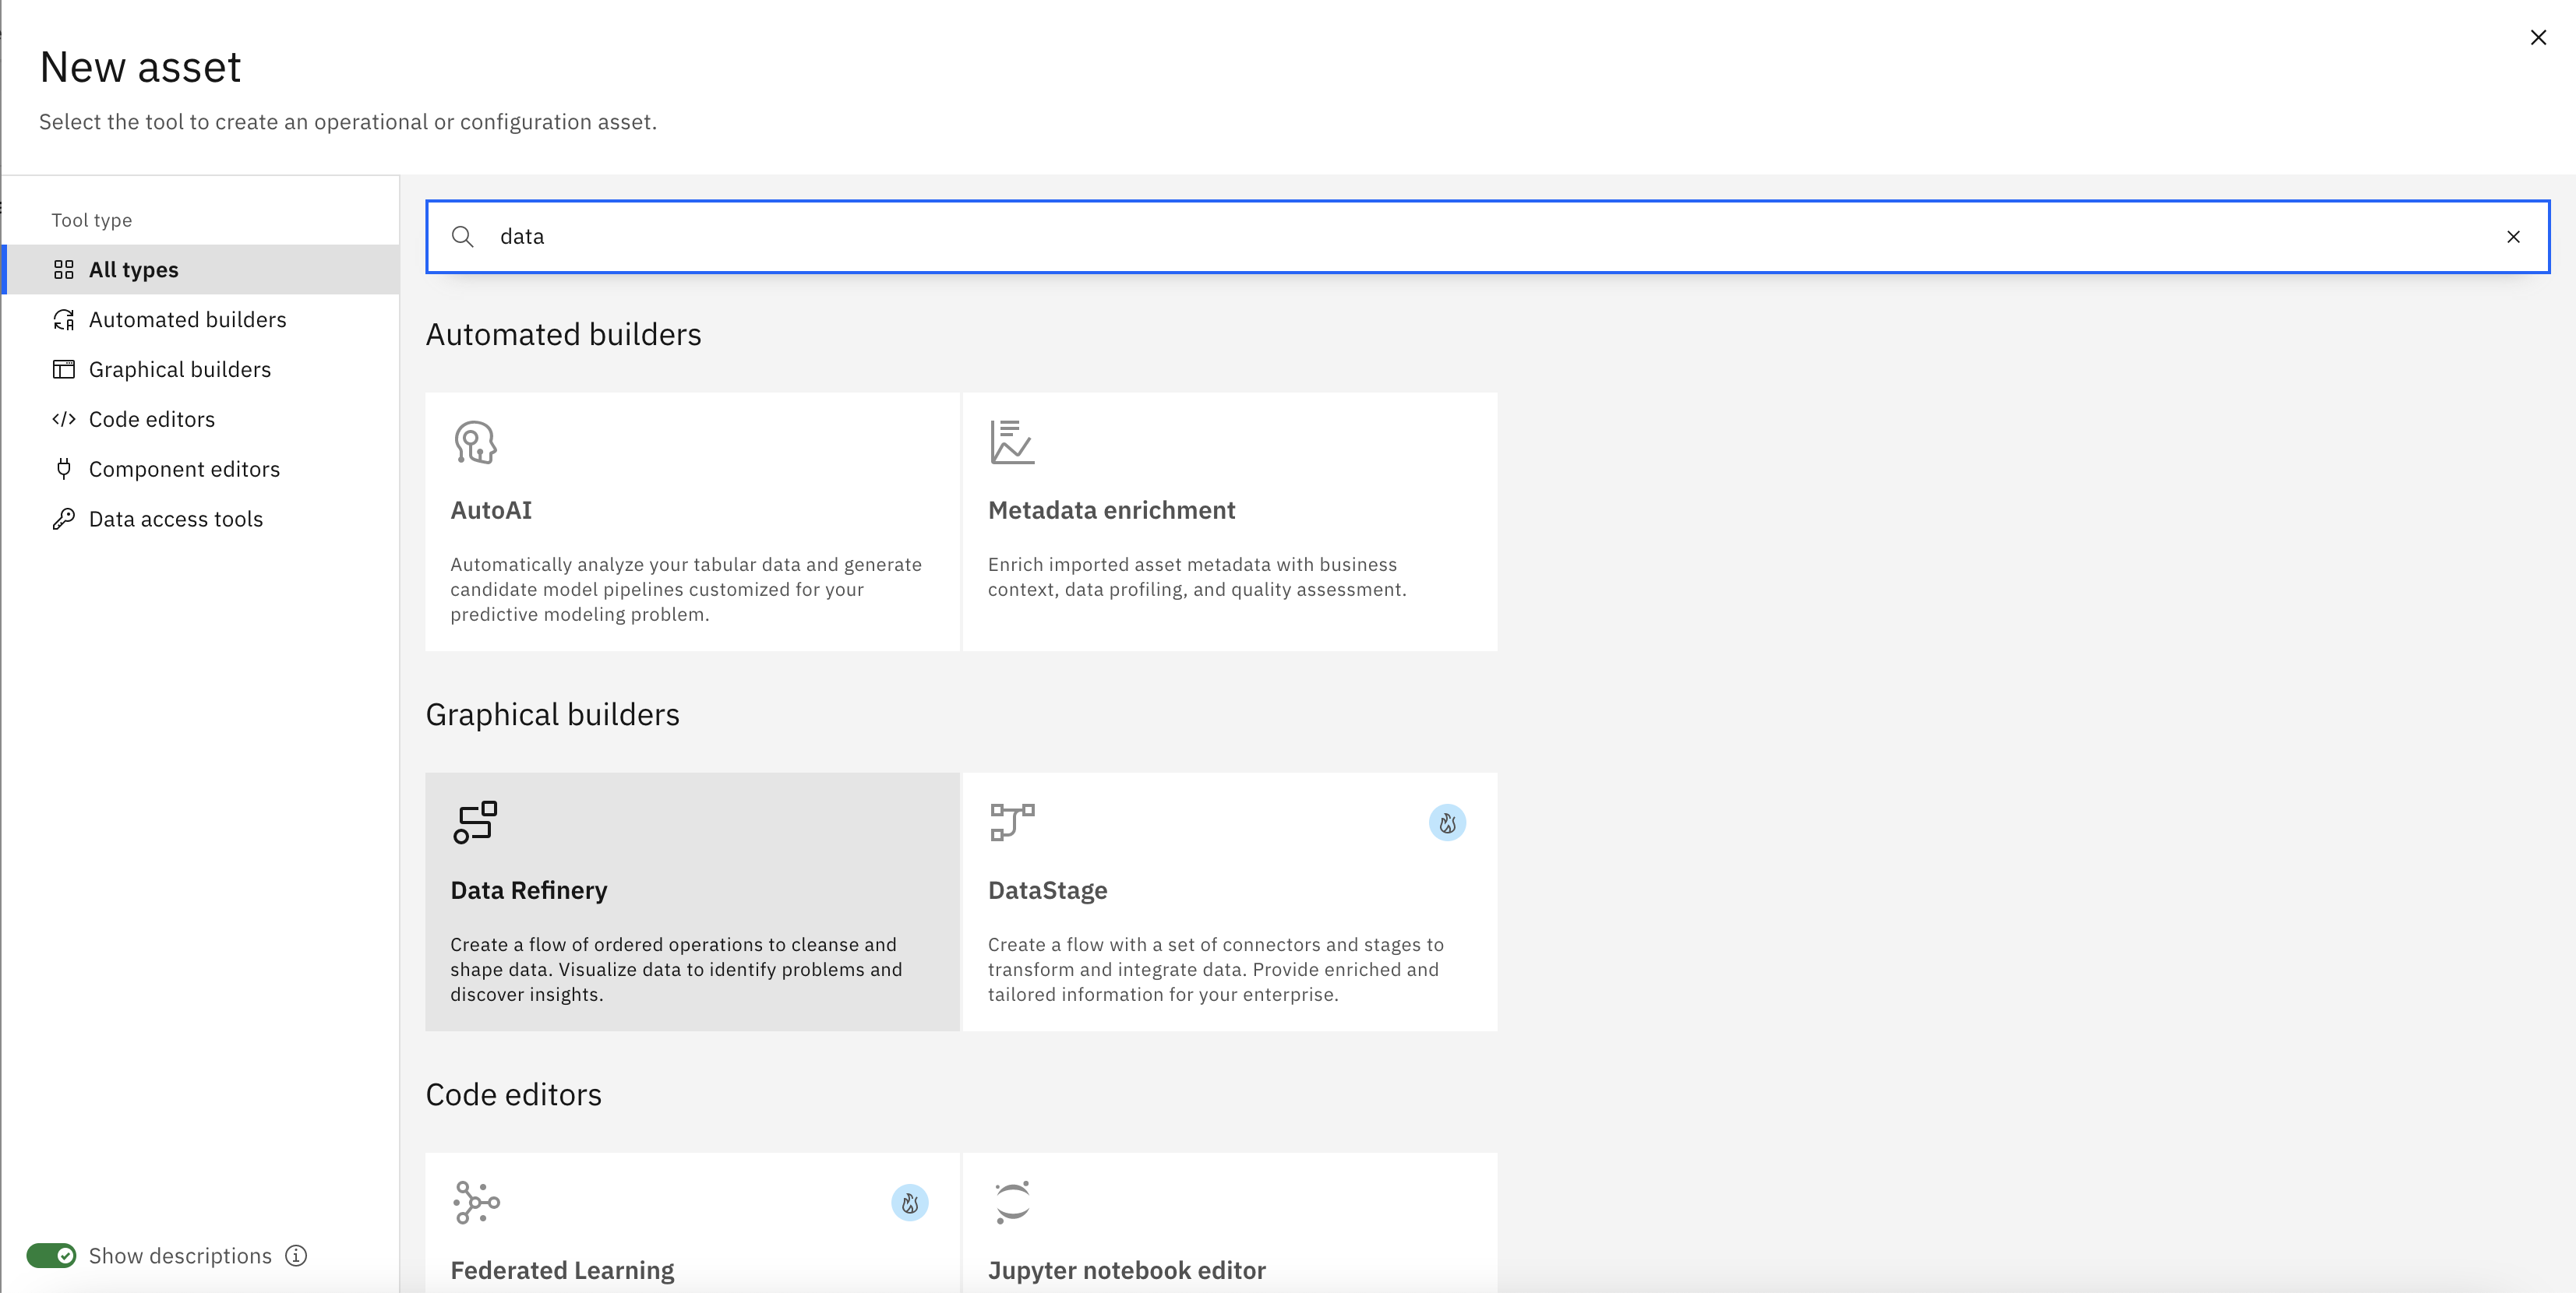 New asset
Select the tool to create an operational or configuration asset.
Tool type
All types
Automated builders
Graphical builders
Code editors
Component editors
Data access tools
Show descriptions
data
Automated builders
AutoAI
Automatically analyze your tabular data and generate
candidate model pipelines customized for your
predictive modeling problem.
Metadata enrichment
Enrich imported asset metadata with business
context, data profiling, and quality assessment.
Graphical builders
Data Refinery
Create a flow of ordered operations to cleanse and
shape data. Visualize data to identify problems and
discover insights.
DataStage
Create a flow with a set of connectors and stages to
transform and integrate data. Provide enriched and
tailored information for your enterprise.
Code editors
Federated Learning
Jupyter notebook editor